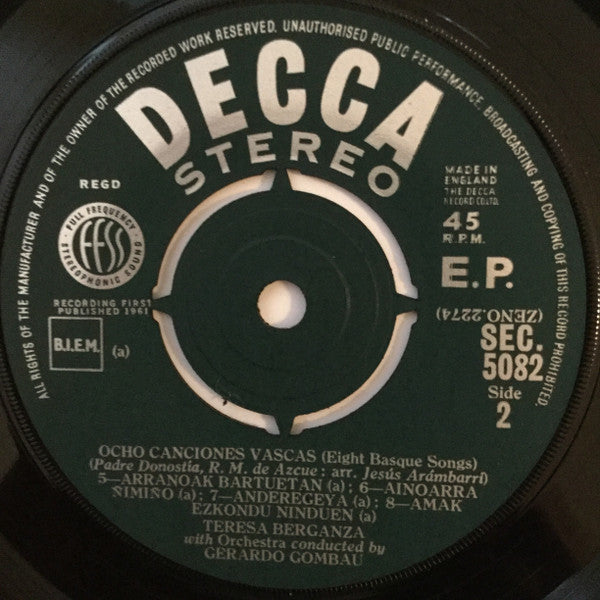 ALL RIGHTS OF THE MANUFACTURER AND OF THE OWNER OF THE RECORDED WORK RESERVED. UNAUTHORISED PUBLIC PERFORMANCE, BROADCASTING AND COPYING OF THIS RECORD PROHIBITED.
DECCA
STEREO
REGD
FULL FREQUENCY
FFSS
STEREOPHONIC SOUND
RECORDING FIRST
PUBLISHED 1961
B.I.E.M.
(a)
MADE IN
ENGLAND
THE DECCA
RECORD CO.LTD.
45
R.P.M.
E.P.
(ZENO.2274)
SEC.
5082
Side
2
OCHO CANCIONES VASCAS (Eight Basque Songs)
(Padre Donostia, R. M. de Azcue: arr. Jesús Arámbarri)
5—ARRANOAK BARTUETAN (a); 6—AINOARRA
ÑIMIÑO (a); 7—ANDEREGEYA (a); 8—AMAK
EZKONDU NINDUEN (a)
TERESA BERGANZA
with Orchestra conducted by
GERARDO GOMBAU